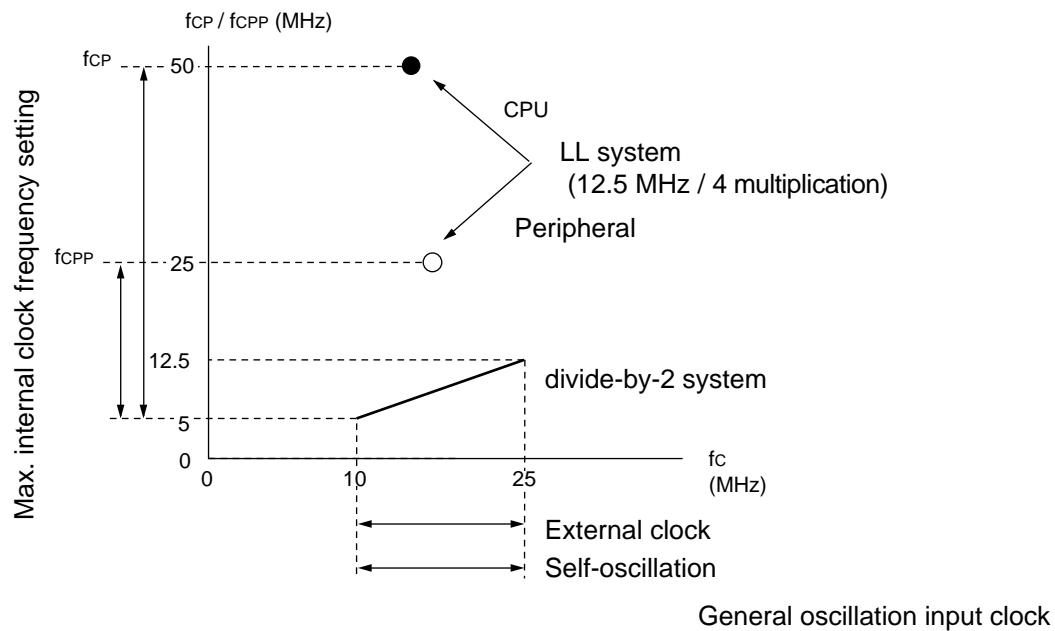 fCP / fCPP (MHz)
fCP
50
CPU
LL system
(12.5 MHz / 4 multiplication)
Peripheral
fCPP
25
Max. internal clock frequency setting
12.5
divide-by-2 system
5
0
0
10
25
fC
(MHz)
External clock
Self-oscillation
General oscillation input clock